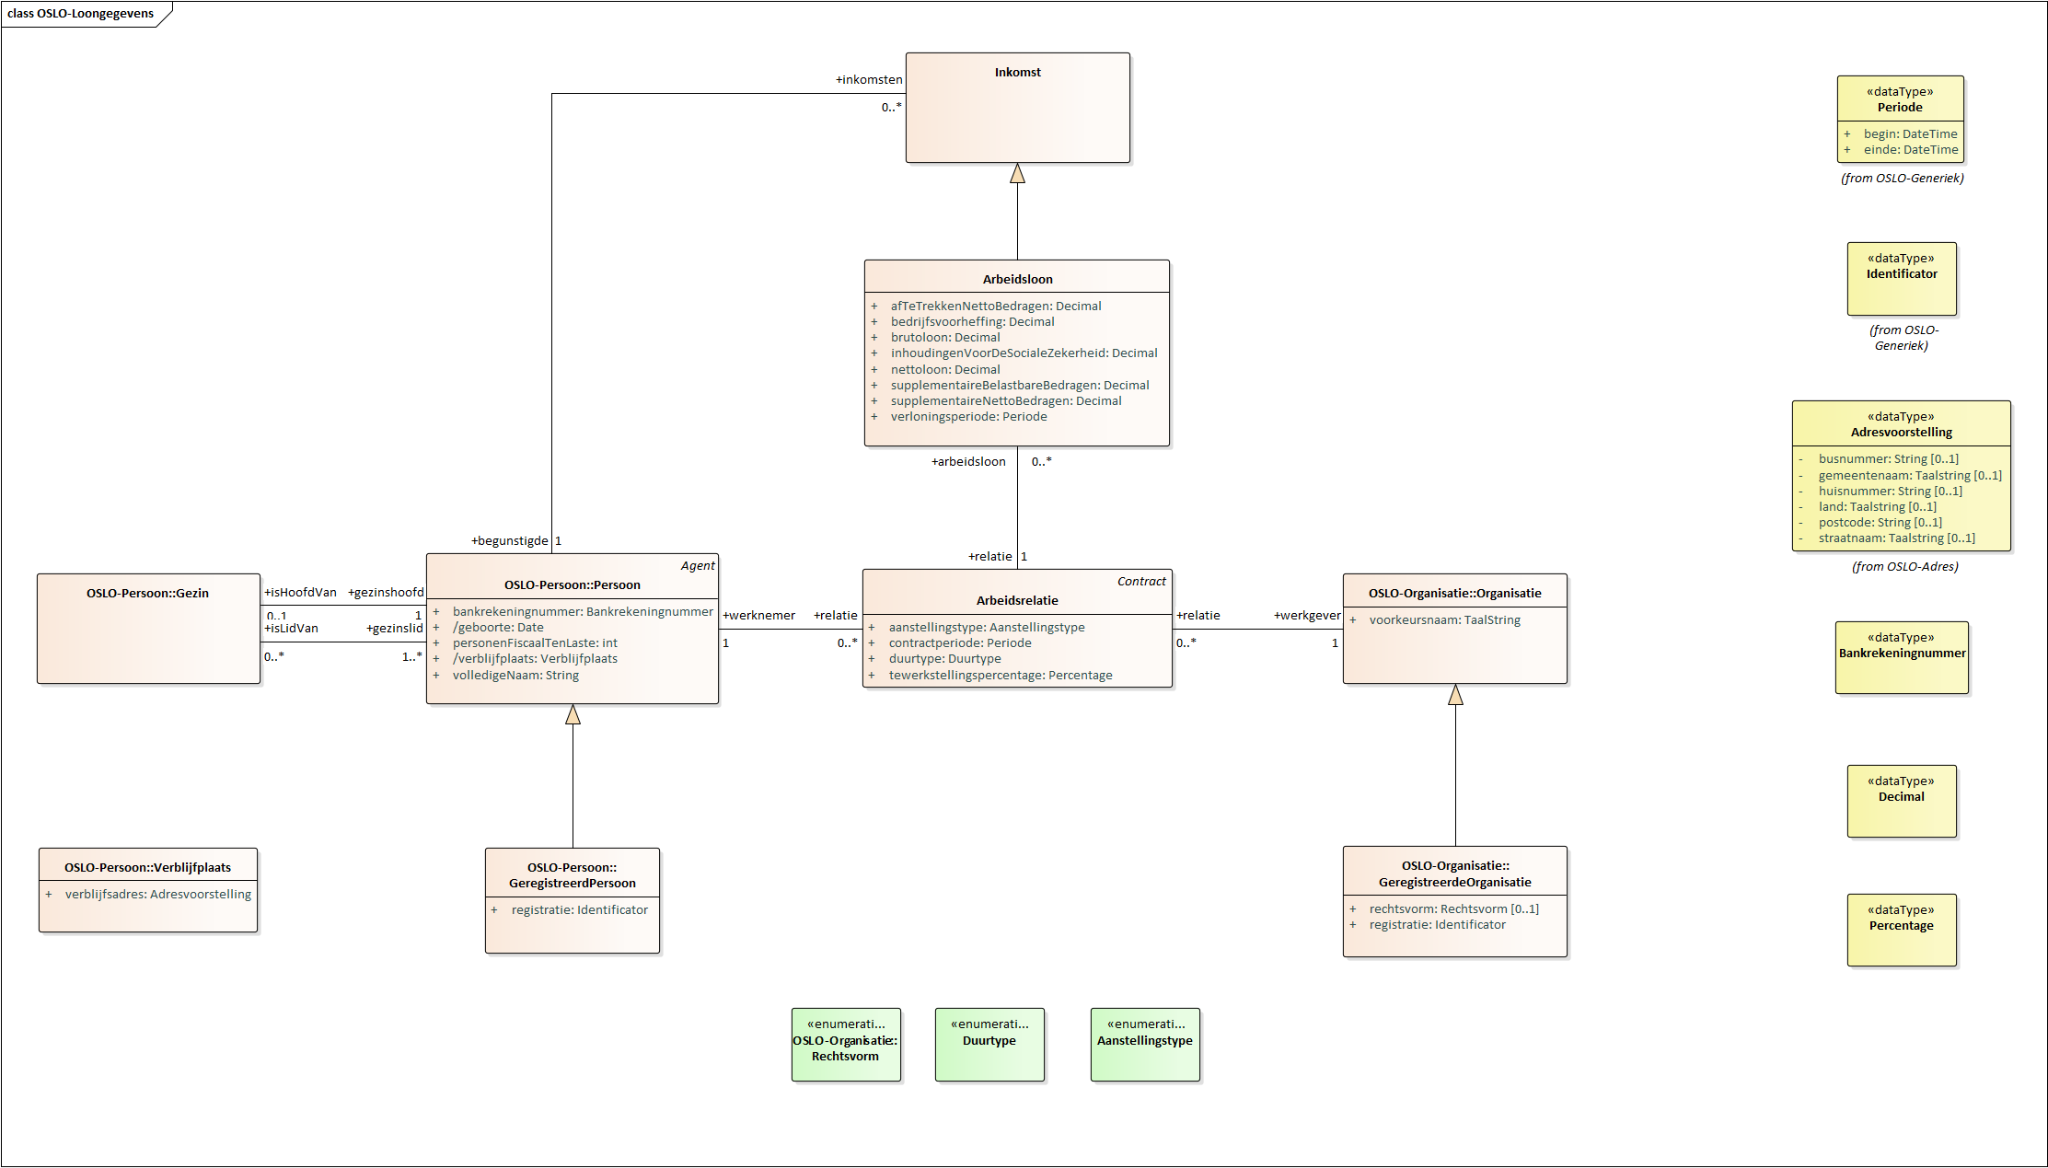 class OSLO-Loongegevens
Inkomst
+inkomsten
0..*
Arbeidsloon
+ afTeTrekkenNettoBedragen: Decimal
+ bedrijfsvoorheffing: Decimal
+ brutoloon: Decimal
+ inhoudingenVoorDeSocialeZekerheid: Decimal
+ nettoloon: Decimal
+ supplementaireBelastbareBedragen: Decimal
+ supplementaireNettoBedragen: Decimal
+ verloningsperiode: Periode
+arbeidsloon 0..*
+relatie 1
+begunstigde 1
OSLO-Persoon::Gezin
+isHoofdVan +gezinshoofd
0..1 1
+isLidVan +gezinslid
0..* 1..*
Agent
OSLO-Persoon::Persoon
+ bankrekeningnummer: Bankrekeningnummer
+ /geboorte: Date
+ personenFiscaalTenLaste: int
+ /verblijfplaats: Verblijfplaats
+ volledigeNaam: String
+werknemer +relatie
1 0..*
Contract
Arbeidsrelatie
+ aanstellingstype: Aanstellingstype
+ contractperiode: Periode
+ duurtype: Duurtype
+ tewerkstellingspercentage: Percentage
+relatie +werkgever
0..* 1
OSLO-Organisatie::Organisatie
+ voorkeursnaam: TaalString
OSLO-Persoon::Verblijfplaats
+ verblijfsadres: Adresvoorstelling
OSLO-Persoon::
GeregistreerdPersoon
+ registratie: Identificator
OSLO-Organisatie::
GeregistreerdeOrganisatie
+ rechtsvorm: Rechtsvorm [0..1]
+ registratie: Identificator
«enumerati...
OSLO-Organisatie::
Rechtsvorm
«enumerati...
Duurtype
«enumerati...
Aanstellingstype
«dataType»
Periode
+ begin: DateTime
+ einde: DateTime
(from OSLO-Generiek)
«dataType»
Identificator
(from OSLO-
Generiek)
«dataType»
Adresvoorstelling
- busnummer: String [0..1]
- gemeentenaam: Taalstring [0..1]
- huisnummer: String [0..1]
- land: Taalstring [0..1]
- postcode: String [0..1]
- straatnaam: Taalstring [0..1]
(from OSLO-Adres)
«dataType»
Bankrekeningnummer
«dataType»
Decimal
«dataType»
Percentage